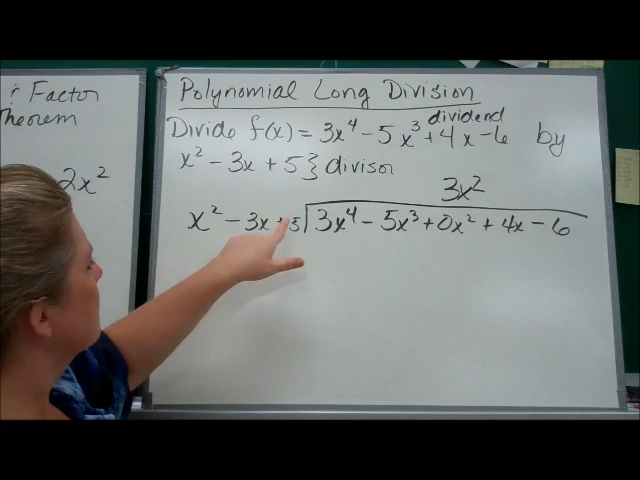 & Factor
Theorem
2x²
Polynomial Long Division
dividend
Divide f(x) = 3x⁴ - 5x³ + 4x - 6 by
x² - 3x + 5 } divisor
3x²
x² - 3x + 5 | 3x⁴ - 5x³ + 0x² + 4x - 6